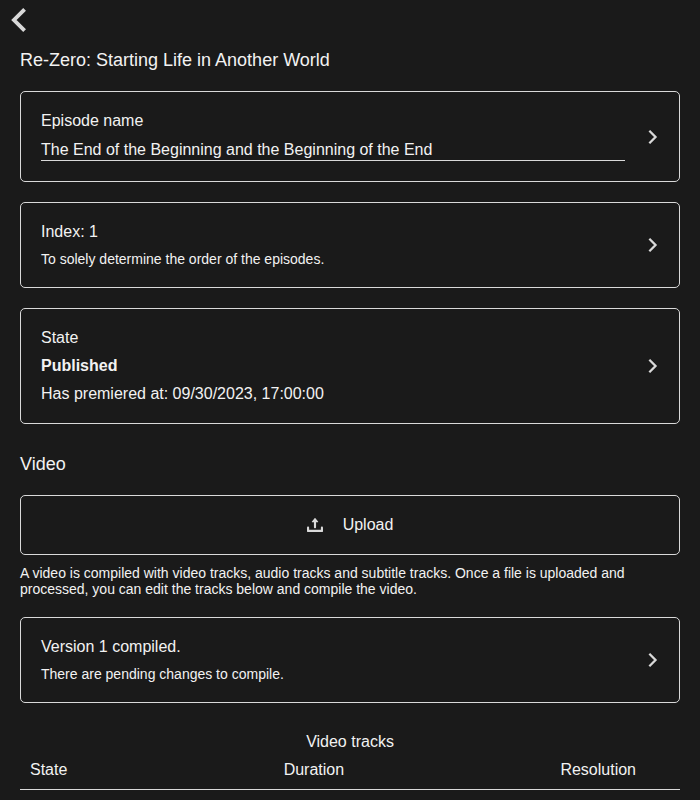 Re-Zero: Starting Life in Another World
Episode name
The End of the Beginning and the Beginning of the End
Index: 1
To solely determine the order of the episodes.
State
Published
Has premiered at: 09/30/2023, 17:00:00
Video
Upload
A video is compiled with video tracks, audio tracks and subtitle tracks. Once a file is uploaded and
processed, you can edit the tracks below and compile the video.
Version 1 compiled.
There are pending changes to compile.
Video tracks
State Duration Resolution